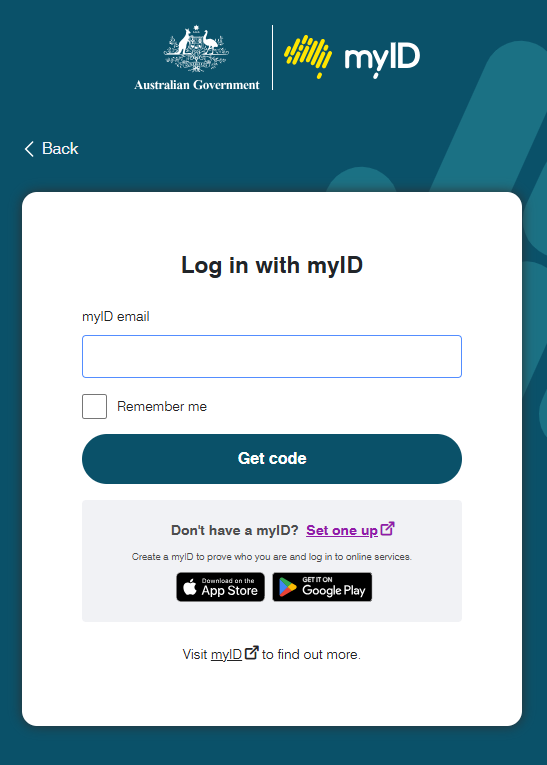 Australian Government
myID
Back
Log in with myID
myID email
Remember me
Get code
Don't have a myID? Set one up
Create a myID to prove who you are and log in to online services.
Download on the
App Store
GET IT ON
Google Play
Visit myID to find out more.